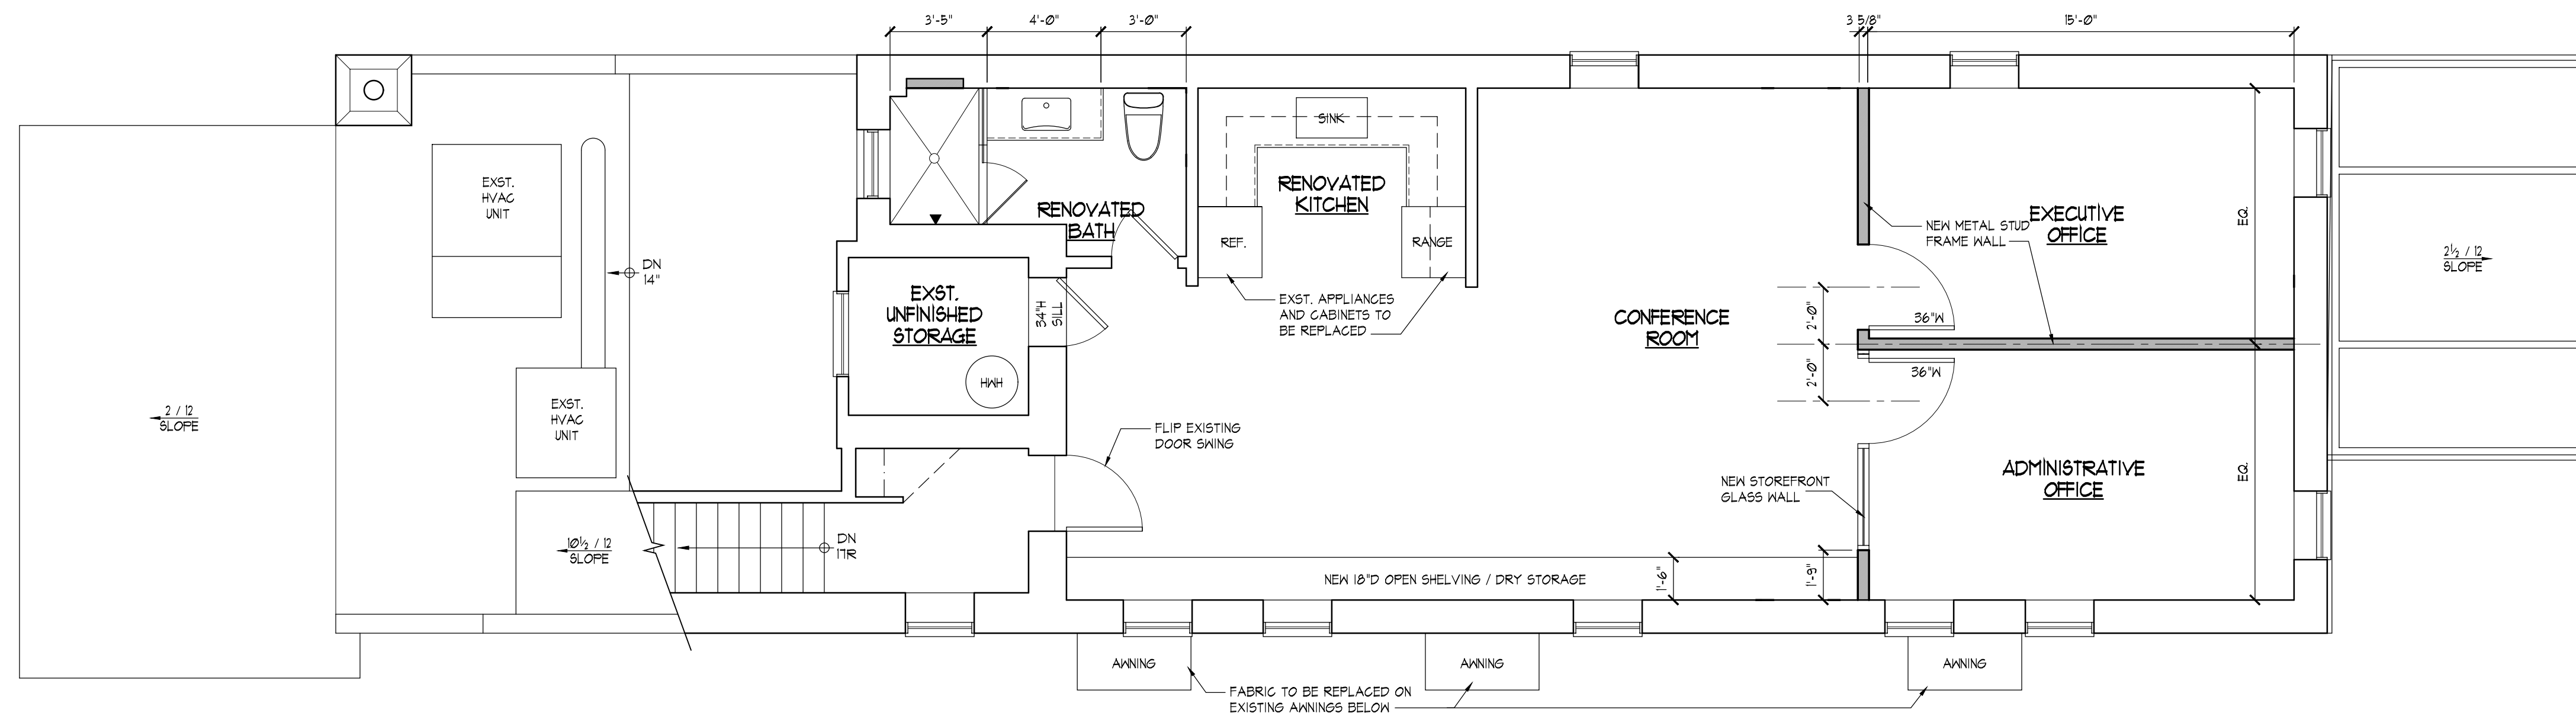 3'-5"
4'-0"
3'-0"
3 5/8"
15'-0"
EXST.
HVAC
UNIT
DN
14"
RENOVATED
BATH
SINK
RENOVATED
KITCHEN
REF.
RANGE
EXST. APPLIANCES
AND CABINETS TO
BE REPLACED
EXST.
UNFINISHED
STORAGE
34"H
SILL
HWH
CONFERENCE
ROOM
NEW METAL STUD
FRAME WALL
EXECUTIVE
OFFICE
EQ.
2½ / 12
SLOPE
2'-0"
36"W
2'-0"
36"W
2 / 12
SLOPE
EXST.
HVAC
UNIT
FLIP EXISTING
DOOR SWING
NEW STOREFRONT
GLASS WALL
ADMINISTRATIVE
OFFICE
EQ.
10½ / 12
SLOPE
DN
17R
NEW 18"D OPEN SHELVING / DRY STORAGE
1'-6"
1'-9"
AWNING
AWNING
AWNING
FABRIC TO BE REPLACED ON
EXISTING AWNINGS BELOW